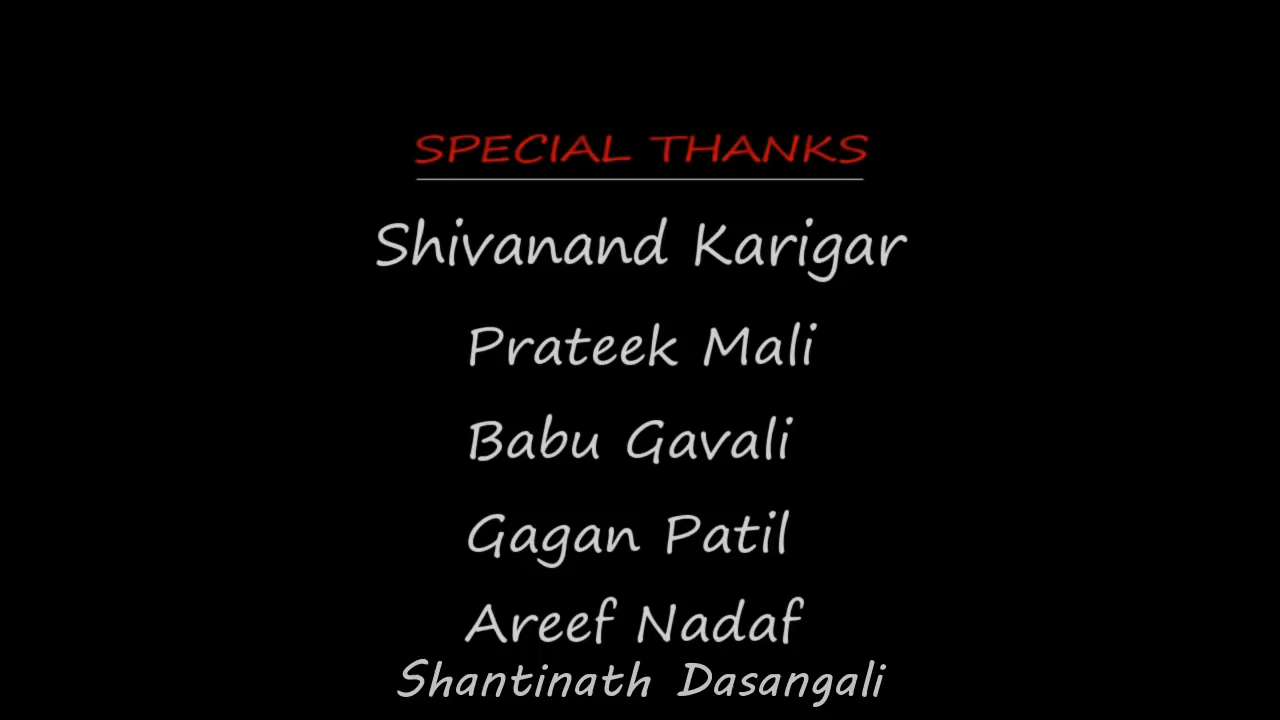 SPECIAL THANKS
Shivanand Karigar
Prateek Mali
Babu Gavali
Gagan Patil
Areef Nadaf
Shantinath Dasangali